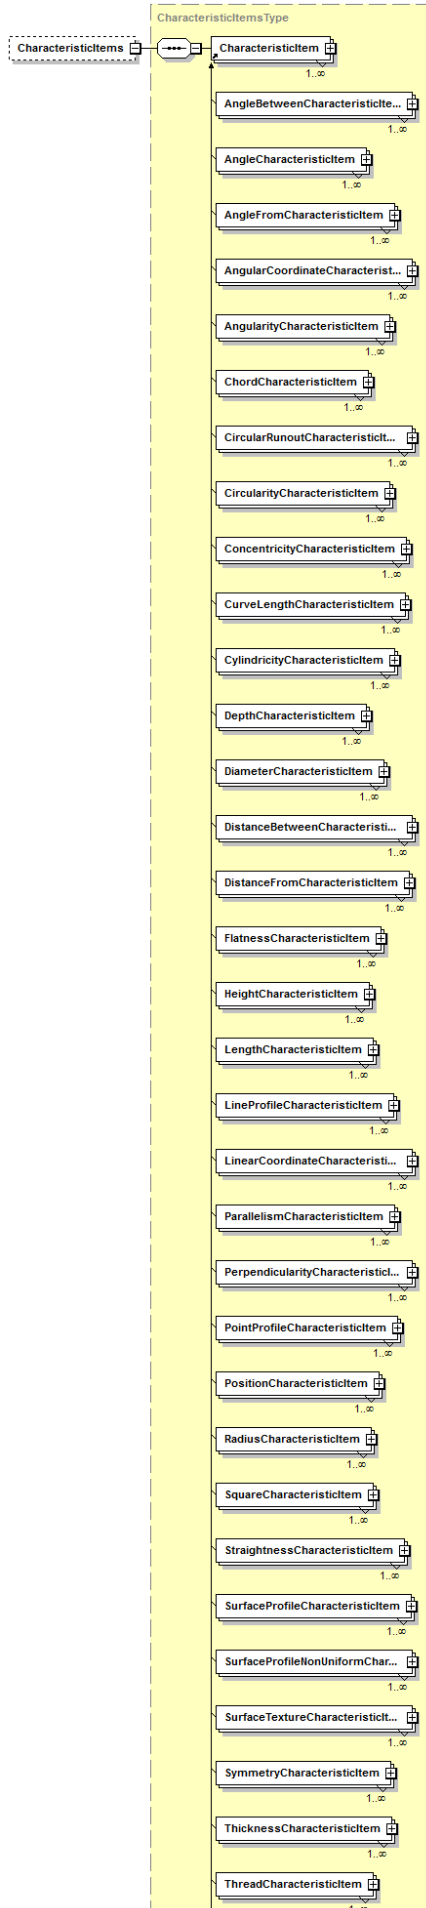 CharacteristicItemsType
CharacteristicItems
CharacteristicItem
1..∞
AngleBetweenCharacteristicIte...
1..∞
AngleCharacteristicItem
1..∞
AngleFromCharacteristicItem
1..∞
AngularCoordinateCharacterist...
1..∞
AngularityCharacteristicItem
1..∞
ChordCharacteristicItem
1..∞
CircularRunoutCharacteristicIt...
1..∞
CircularityCharacteristicItem
1..∞
ConcentricityCharacteristicItem
1..∞
CurveLengthCharacteristicItem
1..∞
CylindricityCharacteristicItem
1..∞
DepthCharacteristicItem
1..∞
DiameterCharacteristicItem
1..∞
DistanceBetweenCharacteristi...
1..∞
DistanceFromCharacteristicItem
1..∞
FlatnessCharacteristicItem
1..∞
HeightCharacteristicItem
1..∞
LengthCharacteristicItem
1..∞
LineProfileCharacteristicItem
1..∞
LinearCoordinateCharacteristi...
1..∞
ParallelismCharacteristicItem
1..∞
PerpendicularityCharacteristicI...
1..∞
PointProfileCharacteristicItem
1..∞
PositionCharacteristicItem
1..∞
RadiusCharacteristicItem
1..∞
SquareCharacteristicItem
1..∞
StraightnessCharacteristicItem
1..∞
SurfaceProfileCharacteristicItem
1..∞
SurfaceProfileNonUniformChar...
1..∞
SurfaceTextureCharacteristicIt...
1..∞
SymmetryCharacteristicItem
1..∞
ThicknessCharacteristicItem
1..∞
ThreadCharacteristicItem
1..∞